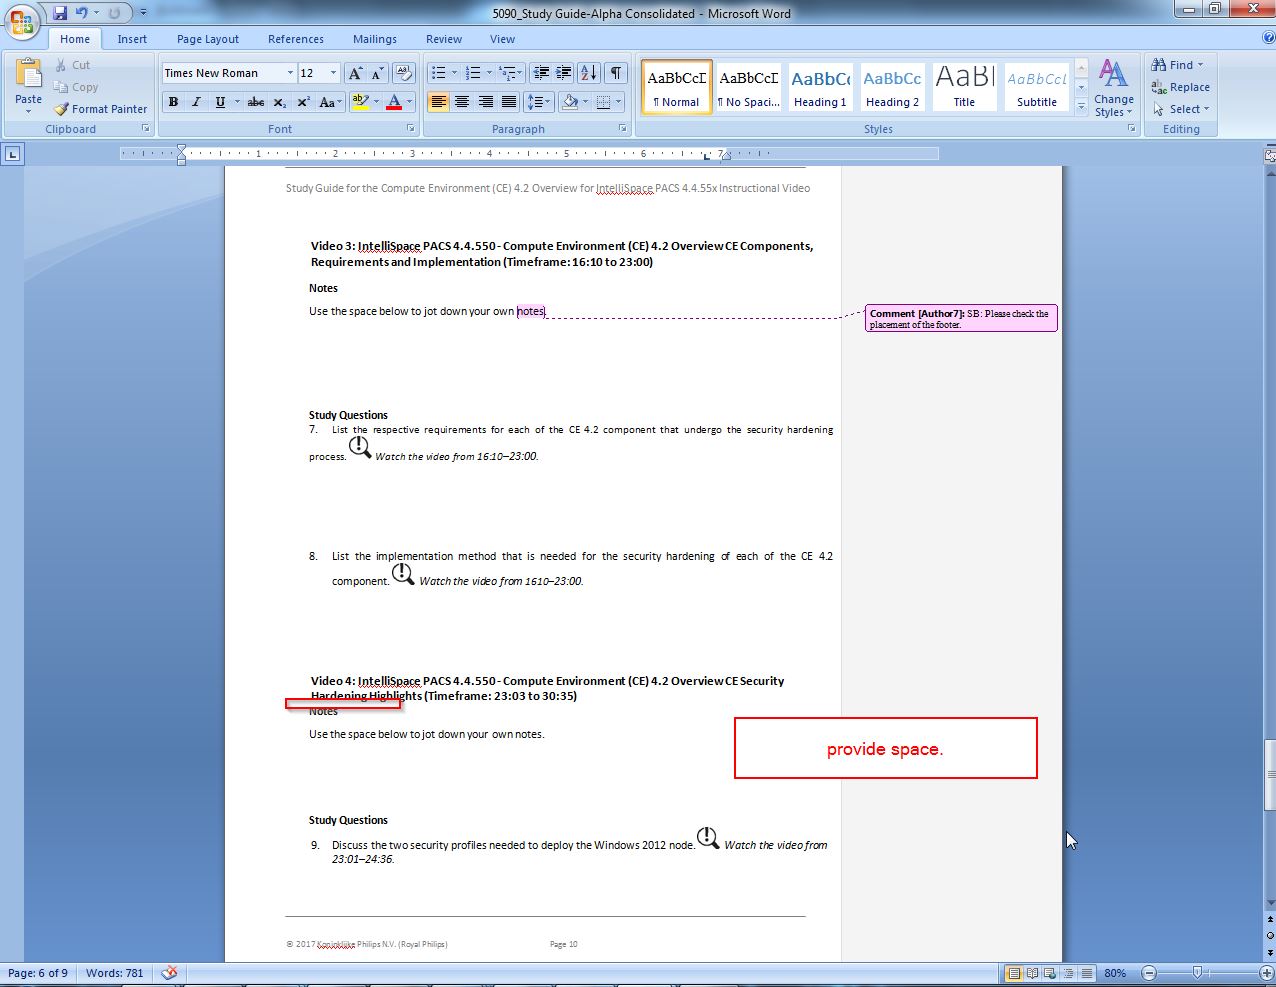 5090_Study Guide-Alpha Consolidated - Microsoft Word
Home Insert Page Layout References Mailings Review View
Paste
Cut
Copy
Format Painter
Clipboard
Times New Roman 12
B I U abc X₂ X² Aa ab A
Font
Paragraph
AaBbCcI AaBbCcI AaBbCc AaBbCc AaBl AaBbCcL
¶ Normal ¶ No Spaci... Heading 1 Heading 2 Title Subtitle
Change Styles
Styles
Find
Replace
Select
Editing
1 2 3 4 5 6 7
Study Guide for the Compute Environment (CE) 4.2 Overview for IntelliSpace PACS 4.4.55x Instructional Video
Video 3: IntelliSpace PACS 4.4.550 - Compute Environment (CE) 4.2 Overview CE Components,
Requirements and Implementation (Timeframe: 16:10 to 23:00)
Notes
Use the space below to jot down your own notes.
Comment [Author7]: SB: Please check the
placement of the footer.
Study Questions
7. List the respective requirements for each of the CE 4.2 component that undergo the security hardening
process. Watch the video from 16:10–23:00.
8. List the implementation method that is needed for the security hardening of each of the CE 4.2
component. Watch the video from 1610–23:00.
Video 4: IntelliSpace PACS 4.4.550 - Compute Environment (CE) 4.2 Overview CE Security
Hardening Highlights (Timeframe: 23:03 to 30:35)
Notes
Use the space below to jot down your own notes.
provide space.
Study Questions
9. Discuss the two security profiles needed to deploy the Windows 2012 node. Watch the video from
23:01–24:36.
© 2017 Koninklijke Philips N.V. (Royal Philips) Page 10
Page: 6 of 9 Words: 781 80%